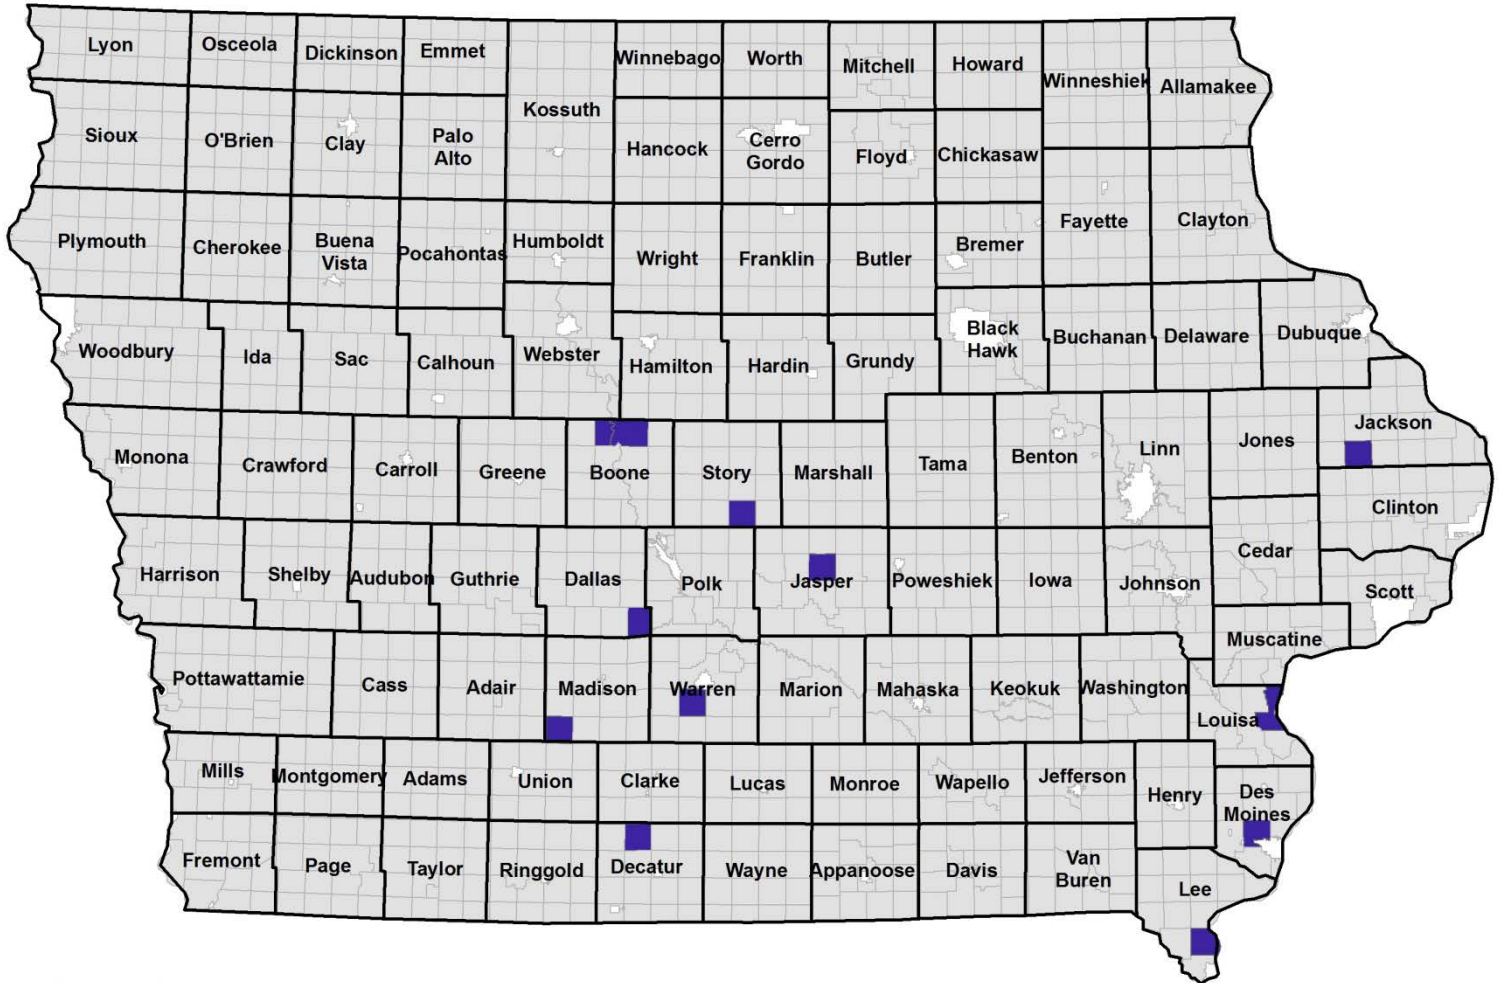 Lyon
Osceola
Dickinson
Emmet
Kossuth
Winnebago
Worth
Mitchell
Howard
Winneshiek
Allamakee
Sioux
O'Brien
Clay
Palo
Alto
Hancock
Cerro
Gordo
Floyd
Chickasaw
Plymouth
Cherokee
Buena
Vista
Pocahontas
Humboldt
Wright
Franklin
Butler
Bremer
Fayette
Clayton
Woodbury
Ida
Sac
Calhoun
Webster
Hamilton
Hardin
Grundy
Black
Hawk
Buchanan
Delaware
Dubuque
Monona
Crawford
Carroll
Greene
Boone
Story
Marshall
Tama
Benton
Linn
Jones
Jackson
Clinton
Harrison
Shelby
Audubon
Guthrie
Dallas
Polk
Jasper
Poweshiek
Iowa
Johnson
Cedar
Scott
Muscatine
Pottawattamie
Cass
Adair
Madison
Warren
Marion
Mahaska
Keokuk
Washington
Louisa
Mills
Montgomery
Adams
Union
Clarke
Lucas
Monroe
Wapello
Jefferson
Henry
Des
Moines
Fremont
Page
Taylor
Ringgold
Decatur
Wayne
Appanoose
Davis
Van
Buren
Lee